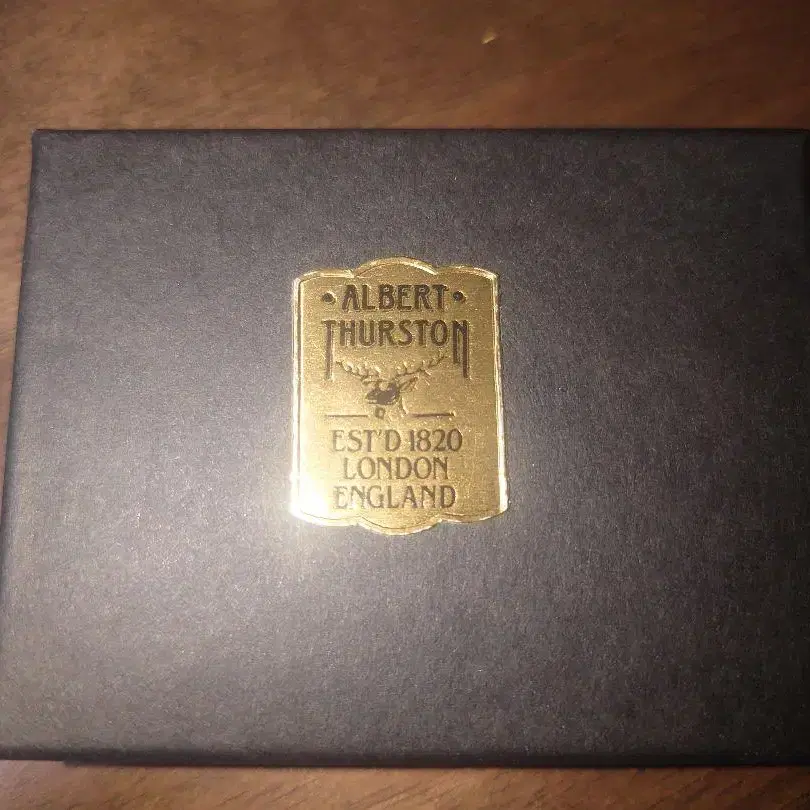 • ALBERT •
THURSTON
EST'D 1820
LONDON
ENGLAND